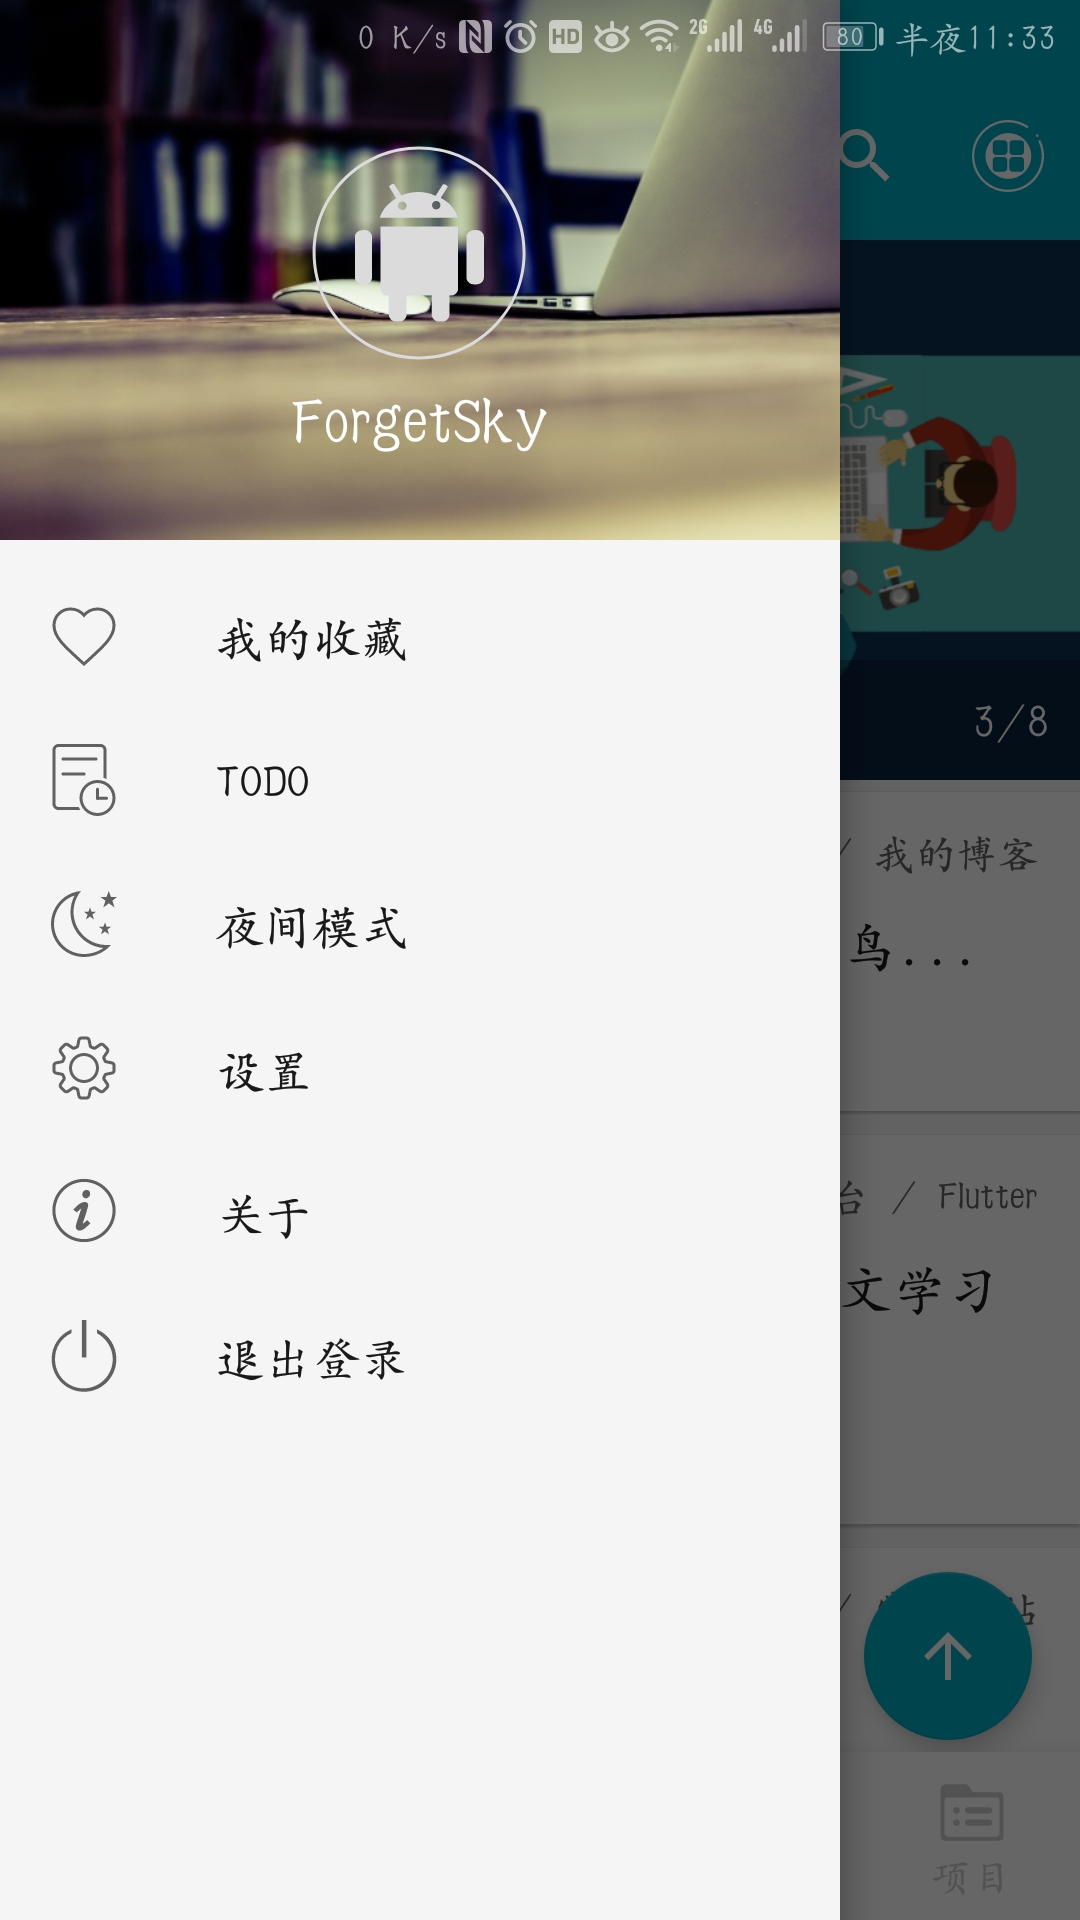 0 K/s HD 2G 4G 80 半夜11:33
ForgetSky
3/8
我的收藏
TODO
/ 我的博客
夜间模式
鸟...
设置
关于
台 / Flutter
文学习
退出登录
/
站
项目